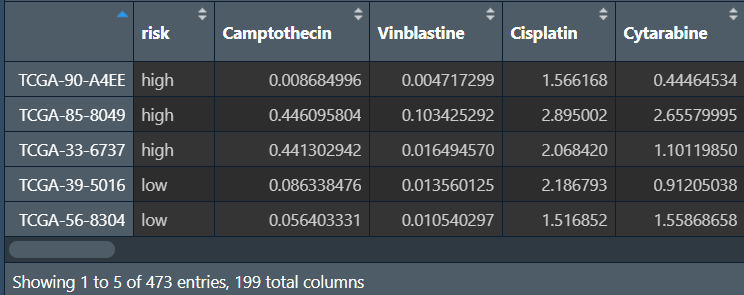 risk Camptothecin Vinblastine Cisplatin Cytarabine
TCGA-90-A4EE high 0.008684996 0.004717299 1.566168 0.44464534
TCGA-85-8049 high 0.446095804 0.103425292 2.895002 2.65579995
TCGA-33-6737 high 0.441302942 0.016494570 2.068420 1.10119850
TCGA-39-5016 low 0.086338476 0.013560125 2.186793 0.91205038
TCGA-56-8304 low 0.056403331 0.010540297 1.516852 1.55868658
Showing 1 to 5 of 473 entries, 199 total columns